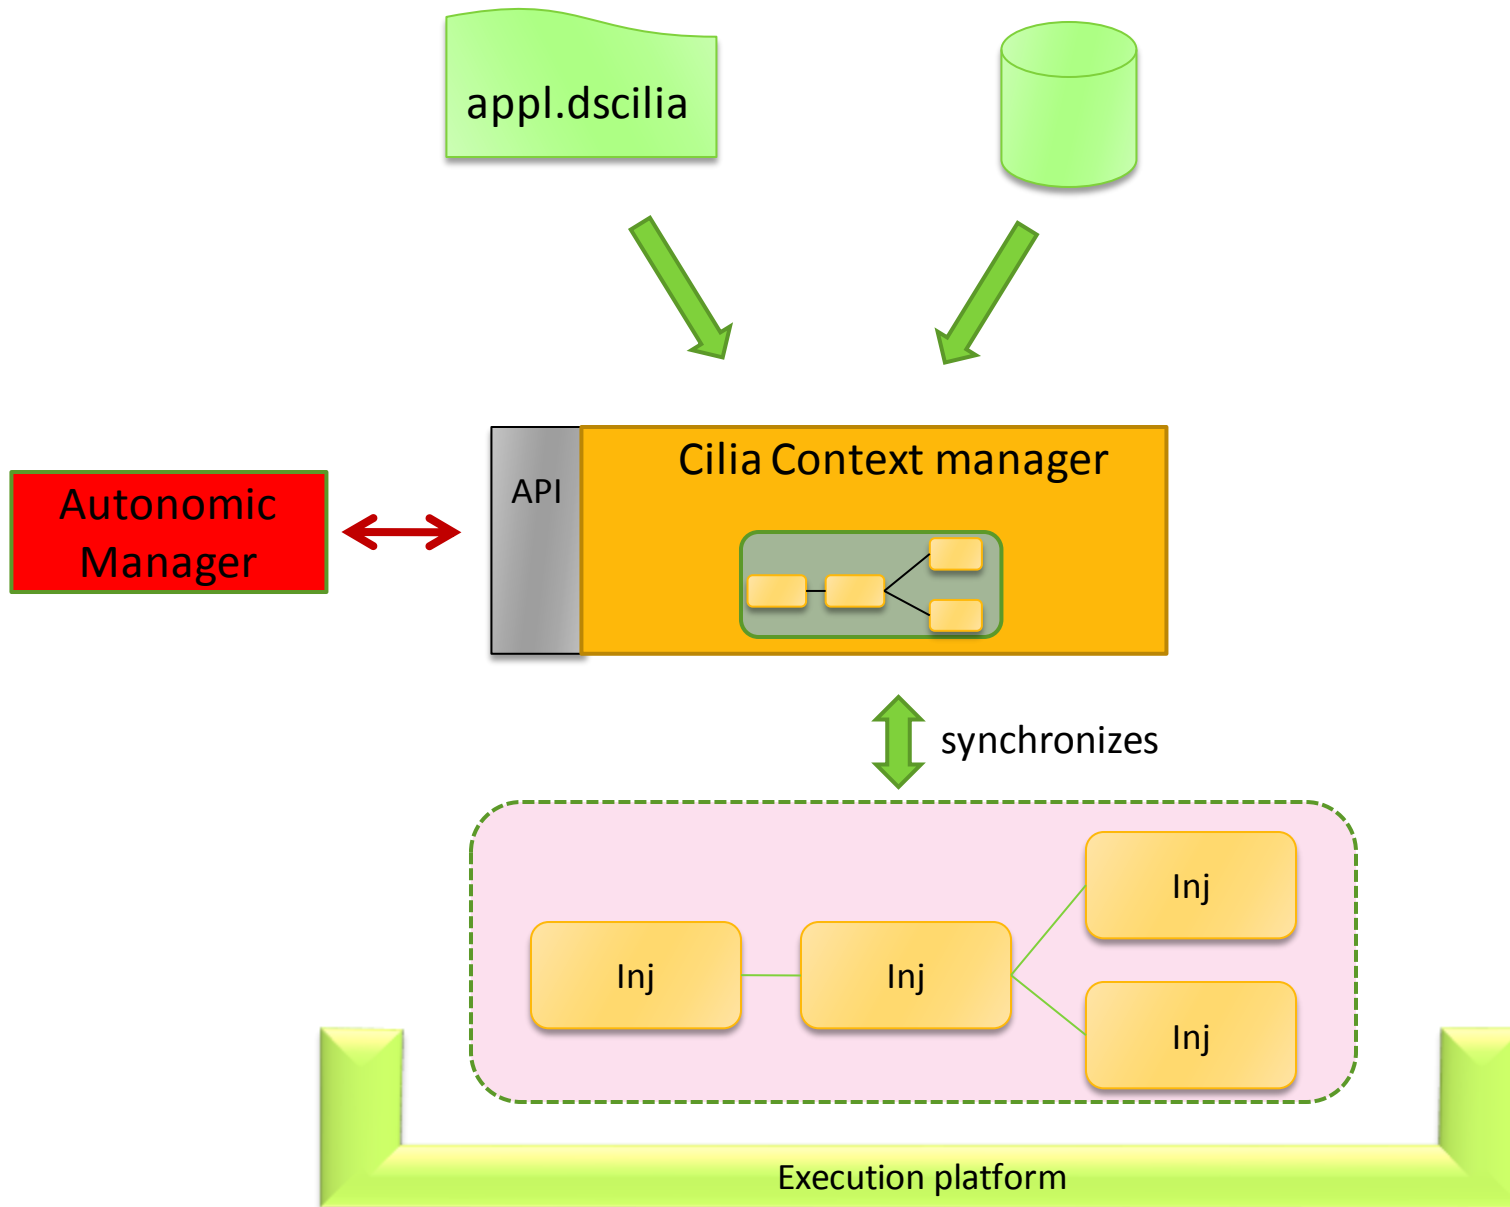 appl.dscilia
Cilia Context manager
API
Autonomic
Manager
synchronizes
Inj
Inj
Inj
Inj
Execution platform